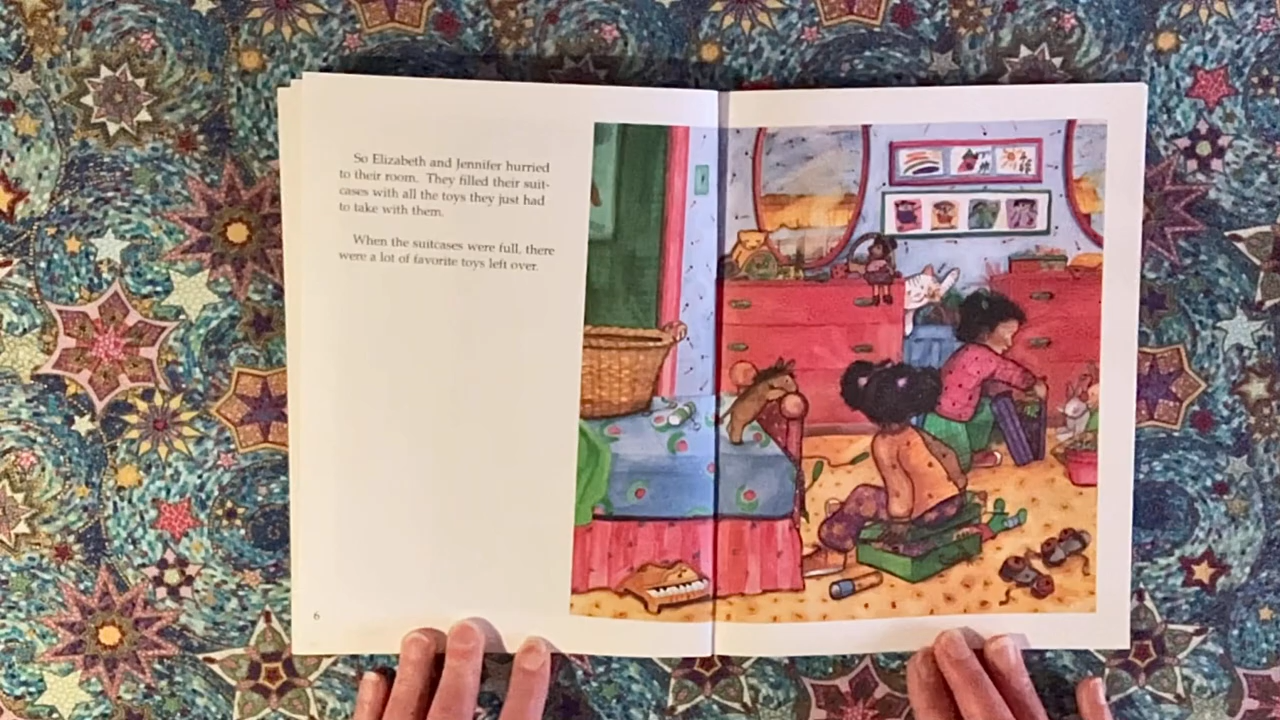 So Elizabeth and Jennifer hurried
to their room. They filled their suit-
cases with all the toys they just had
to take with them.
When the suitcases were full, there
were a lot of favorite toys left over.
6